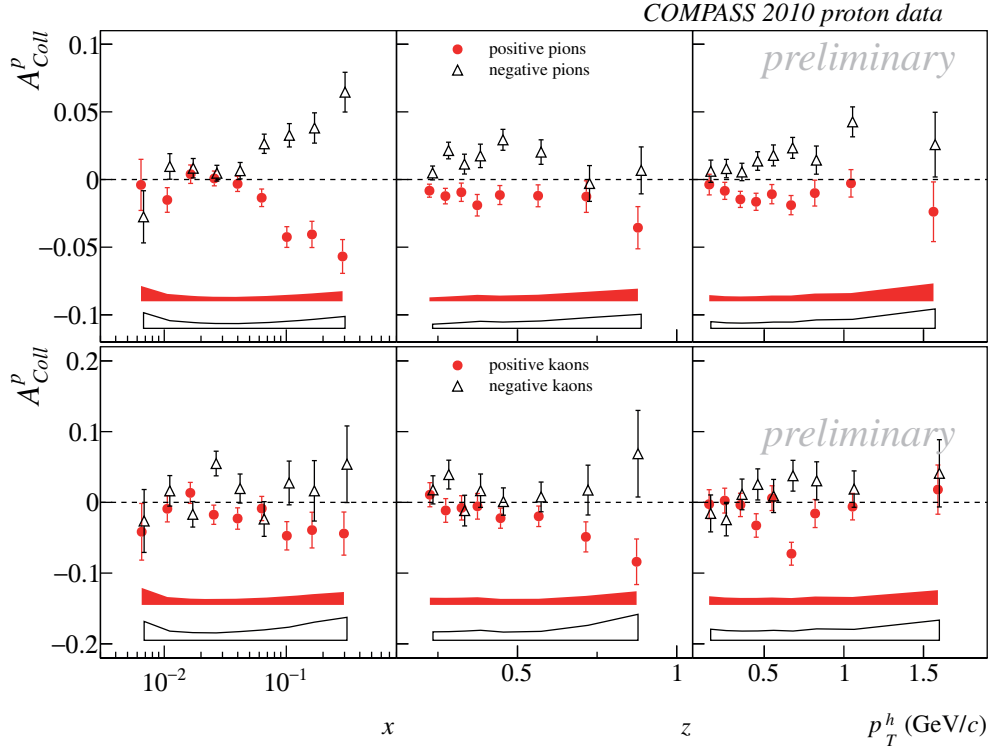 COMPASS 2010 proton data
A^p_Coll
0.1
0.05
0
−0.05
−0.1
positive pions
negative pions
preliminary
A^p_Coll
0.2
0.1
0
−0.1
−0.2
positive kaons
negative kaons
preliminary
10^−2 10^−1 0.5 1 0.5 1 1.5
x z p_T^h (GeV/c)